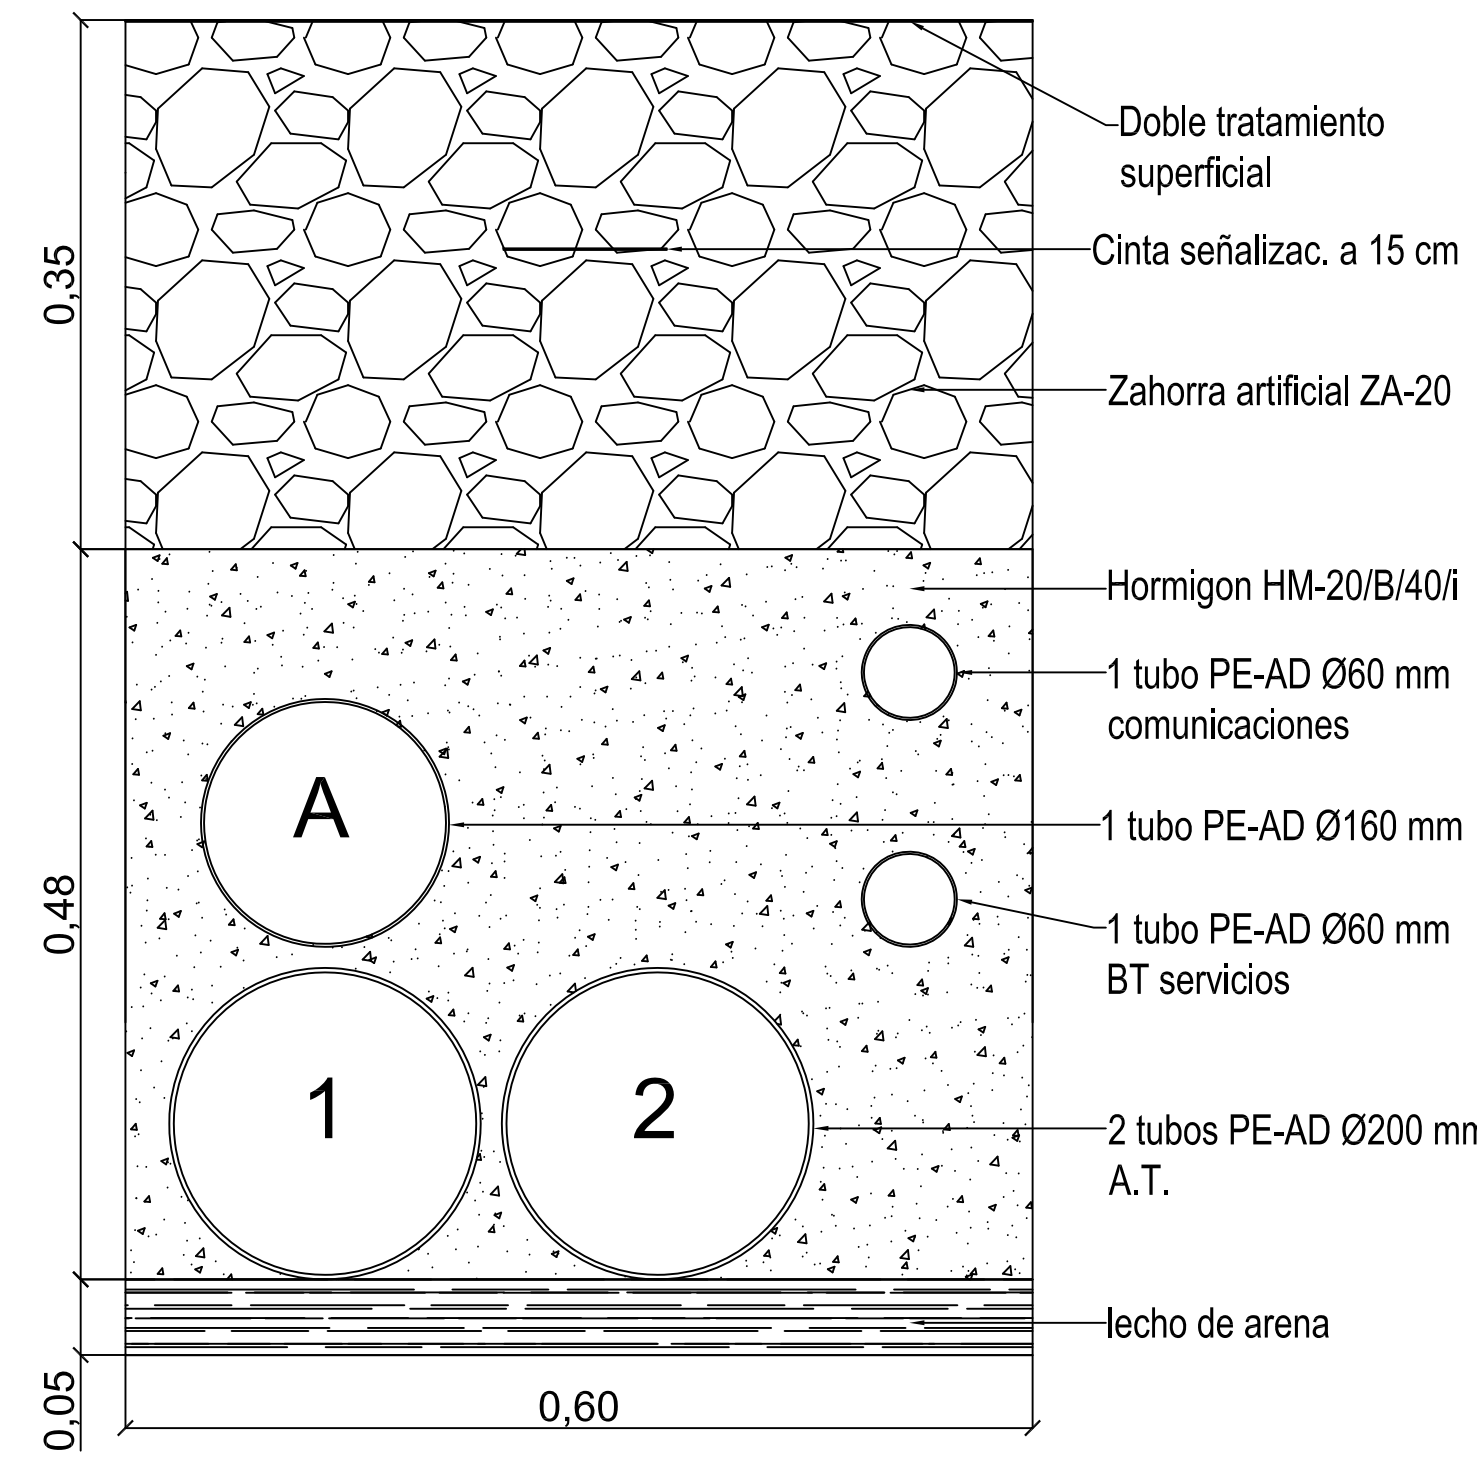 Doble tratamiento
superficial
Cinta señalizac. a 15 cm
0,35
Zahorra artificial ZA-20
Hormigon HM-20/B/40/i
1 tubo PE-AD Ø60 mm
comunicaciones
A
1 tubo PE-AD Ø160 mm
0,48
1 tubo PE-AD Ø60 mm
BT servicios
1
2
2 tubos PE-AD Ø200 mm
A.T.
lecho de arena
0,05
0,60